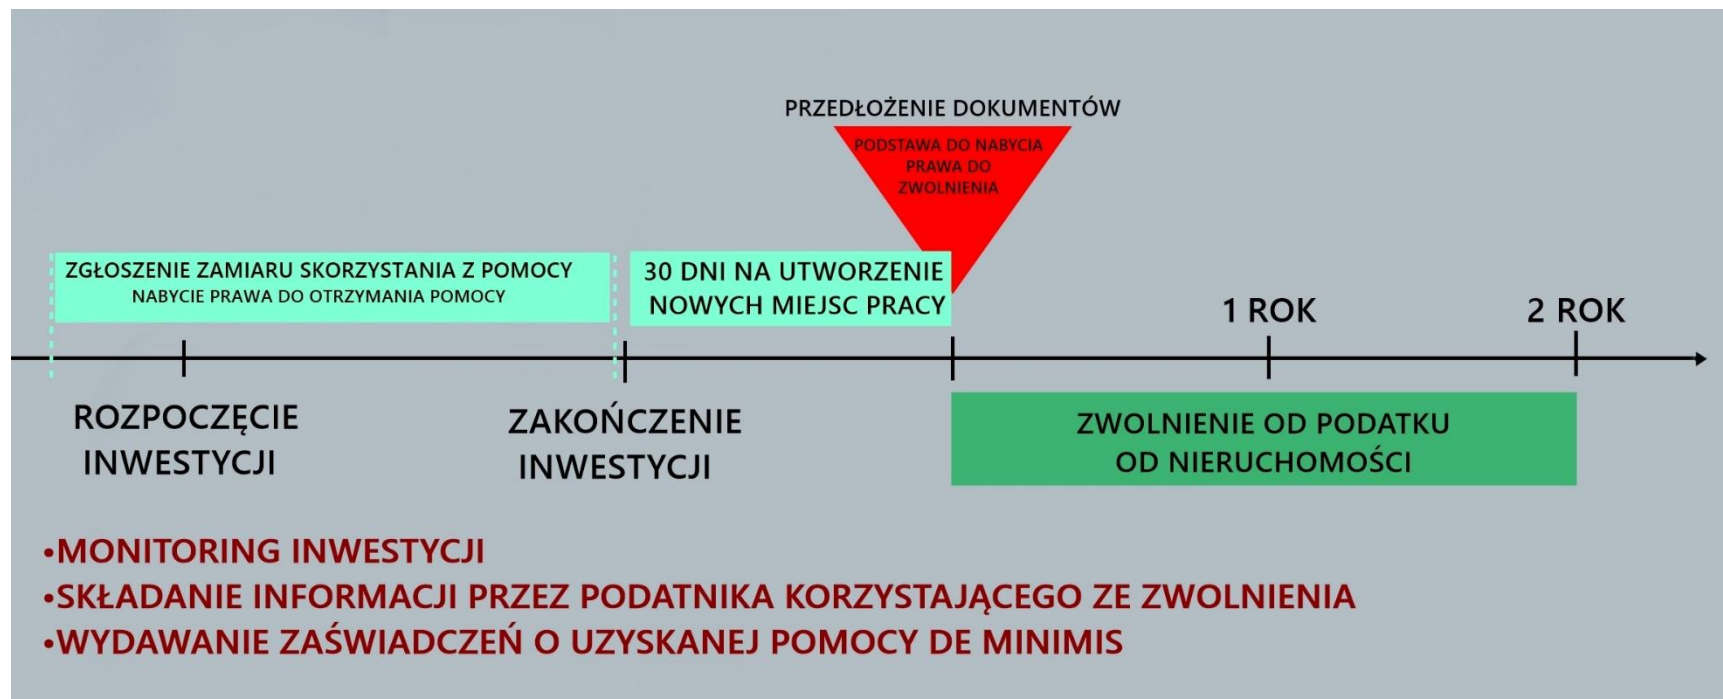 PRZEDŁOŻENIE DOKUMENTÓW
PODSTAWA DO NABYCIA
PRAWA DO
ZWOLNIENIA
ZGŁOSZENIE ZAMIARU SKORZYSTANIA Z POMOCY
NABYCIE PRAWA DO OTRZYMANIA POMOCY
30 DNI NA UTWORZENIE
NOWYCH MIEJSC PRACY
1 ROK
2 ROK
ROZPOCZĘCIE
INWESTYCJI
ZAKOŃCZENIE
INWESTYCJI
ZWOLNIENIE OD PODATKU
OD NIERUCHOMOŚCI
•MONITORING INWESTYCJI
•SKŁADANIE INFORMACJI PRZEZ PODATNIKA KORZYSTAJĄCEGO ZE ZWOLNIENIA
•WYDAWANIE ZAŚWIADCZEŃ O UZYSKANEJ POMOCY DE MINIMIS